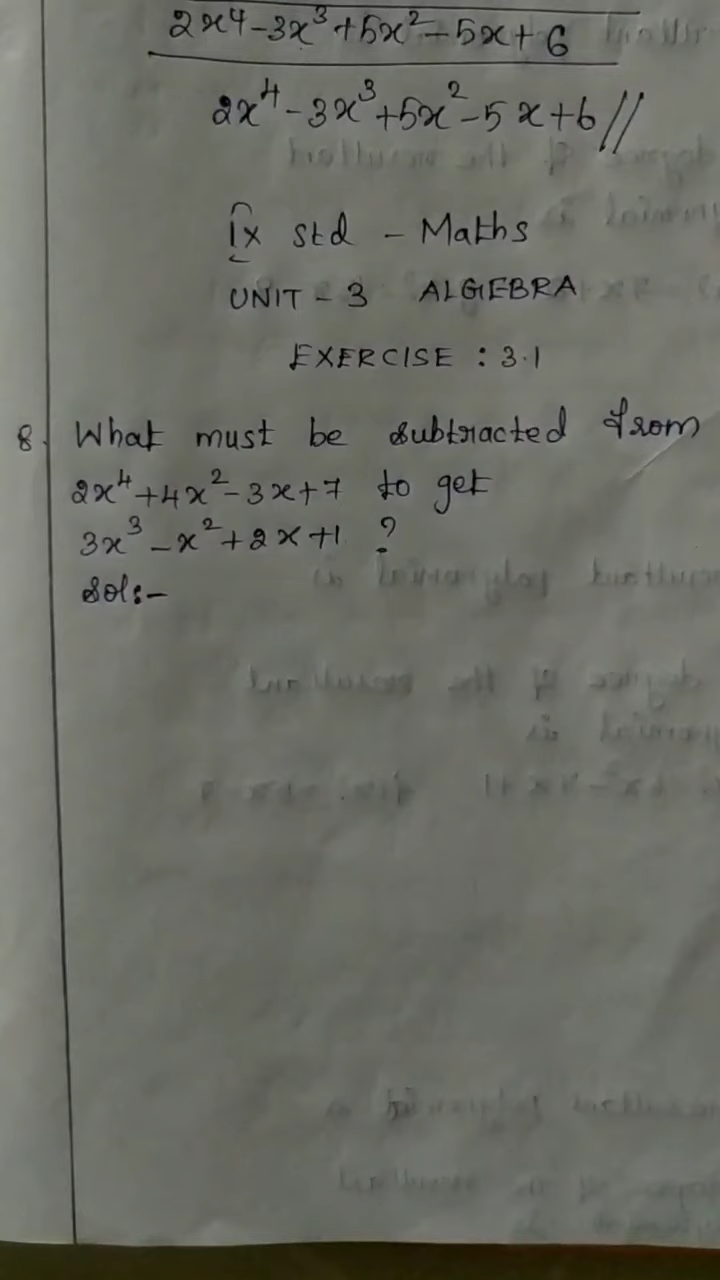 2x⁴-3x³+5x²-5x+6
2x⁴-3x³+5x²-5x+6//
IX Std - Maths
UNIT - 3 ALGEBRA
EXERCISE : 3.1
8. What must be subtracted from
2x⁴+4x²-3x+7 to get
3x³-x²+2x+1 ?
Sol:-